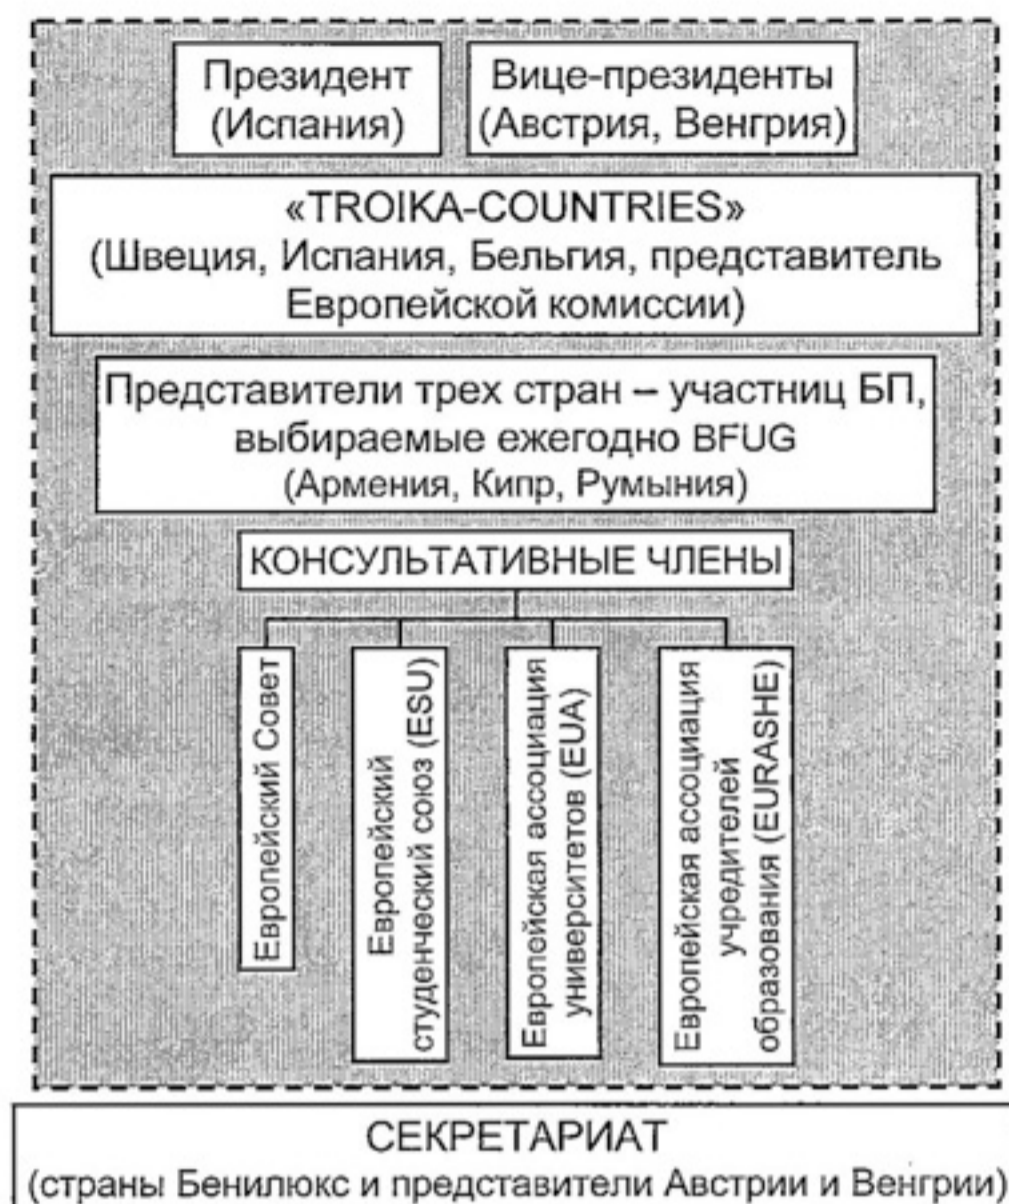 Президент
(Испания)
Вице-президенты
(Австрия, Венгрия)
«TROIKA-COUNTRIES»
(Швеция, Испания, Бельгия, представитель
Европейской комиссии)
Представители трех стран – участниц БП,
выбираемые ежегодно BFUG
(Армения, Кипр, Румыния)
КОНСУЛЬТАТИВНЫЕ ЧЛЕНЫ
Европейский Совет
Европейский
студенческий союз (ESU)
Европейская ассоциация
университетов (EUA)
Европейская ассоциация
учредителей
образования (EURASHE)
СЕКРЕТАРИАТ
(страны Бенилюкс и представители Австрии и Венгрии)